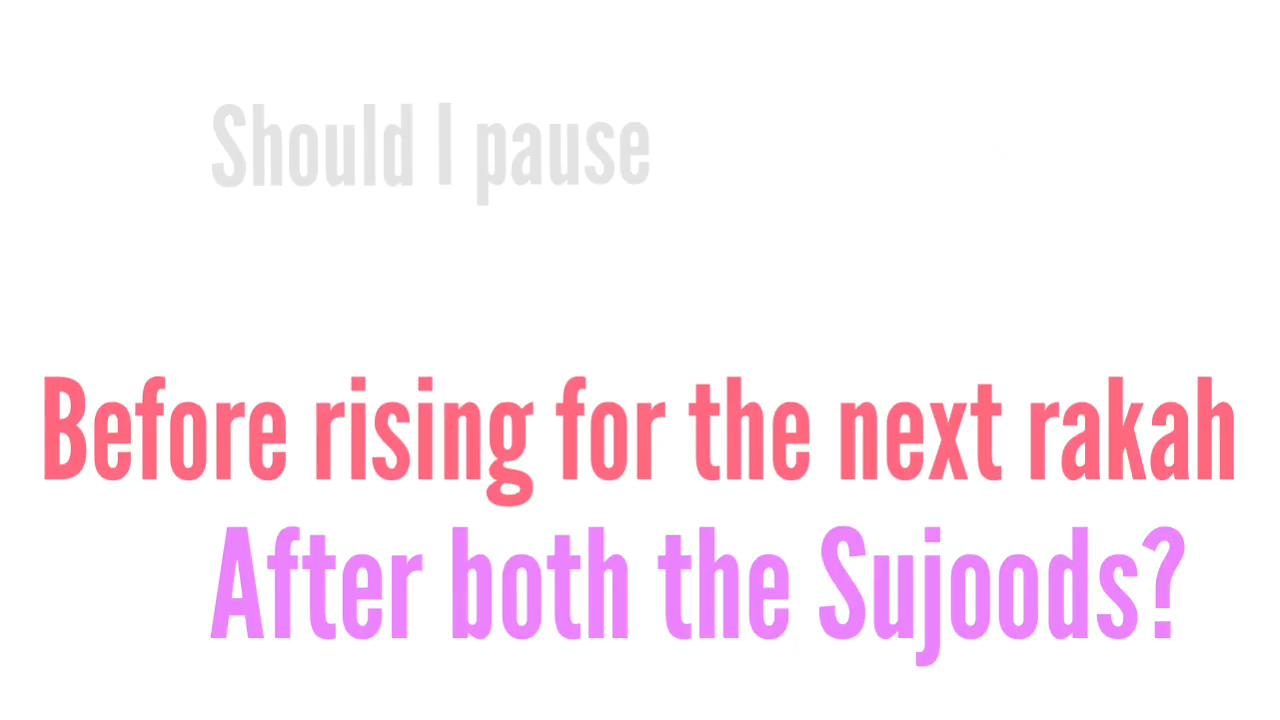 Should I pause
Before rising for the next rakah
After both the Sujoods?